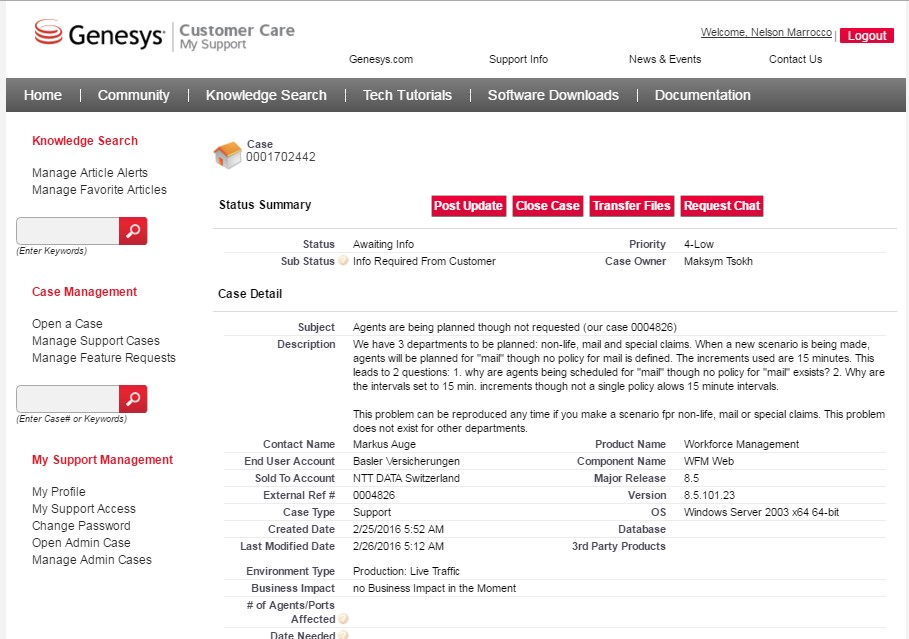 Genesys Customer Care
My Support
Welcome, Nelson Marrocco | Logout
Genesys.com Support Info News & Events Contact Us
Home | Community | Knowledge Search | Tech Tutorials | Software Downloads | Documentation
Knowledge Search
Manage Article Alerts
Manage Favorite Articles
(Enter Keywords)
Case Management
Open a Case
Manage Support Cases
Manage Feature Requests
(Enter Case# or Keywords)
My Support Management
My Profile
My Support Access
Change Password
Open Admin Case
Manage Admin Cases
Case
0001702442
Status Summary Post Update Close Case Transfer Files Request Chat
Status Awaiting Info Priority 4-Low
Sub Status Info Required From Customer Case Owner Maksym Tsokh
Case Detail
Subject Agents are being planned though not requested (our case 0004826)
Description We have 3 departments to be planned: non-life, mail and special claims. When a new scenario is being made,
agents will be planned for "mail" though no policy for mail is defined. The increments used are 15 minutes. This
leads to 2 questions: 1. why are agents being scheduled for "mail" though no policy for "mail" exsists? 2. Why are
the intervals set to 15 min. increments though not a single policy alows 15 minute intervals.
This problem can be reproduced any time if you make a scenario fpr non-life, mail or special claims. This problem
does not exist for other departments.
Contact Name Markus Auge Product Name Workforce Management
End User Account Basler Versicherungen Component Name WFM Web
Sold To Account NTT DATA Switzerland Major Release 8.5
External Ref # 0004826 Version 8.5.101.23
Case Type Support OS Windows Server 2003 x64 64-bit
Created Date 2/25/2016 5:52 AM Database
Last Modified Date 2/26/2016 5:12 AM 3rd Party Products
Environment Type Production: Live Traffic
Business Impact no Business Impact in the Moment
# of Agents/Ports
Affected
Date Needed